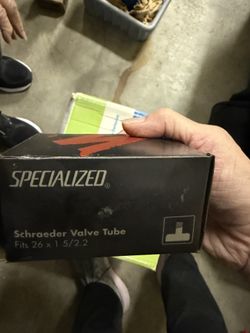 SPECIALIZED®
Schraeder Valve Tube
Fits 26 x 1 5/2.2